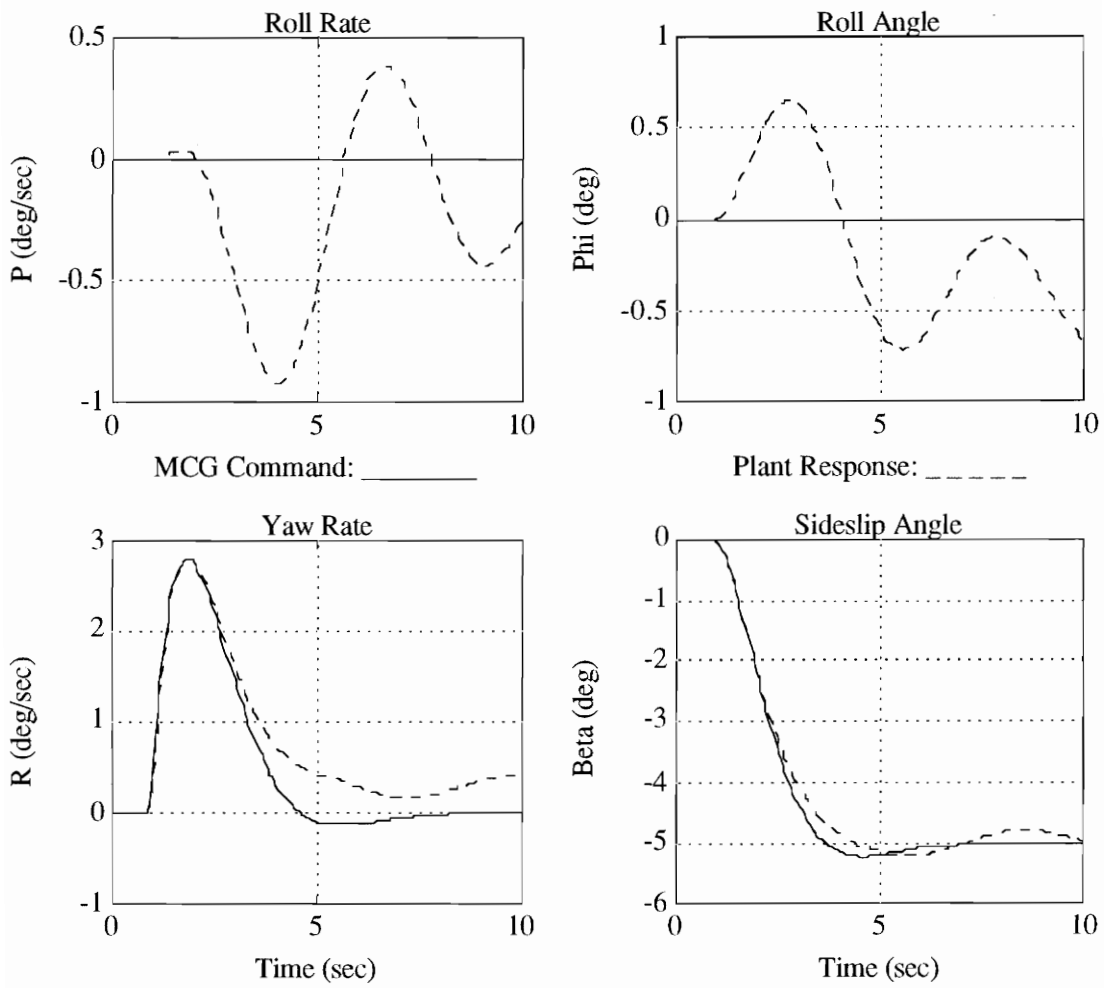 Roll Rate
0.5
0
-0.5
-1
P (deg/sec)
0
5
10
Roll Angle
1
0.5
0
-0.5
-1
Phi (deg)
0
5
10
MCG Command:
Plant Response:
Yaw Rate
3
2
1
0
-1
R (deg/sec)
0
5
10
Time (sec)
Sideslip Angle
0
-1
-2
-3
-4
-5
-6
Beta (deg)
0
5
10
Time (sec)